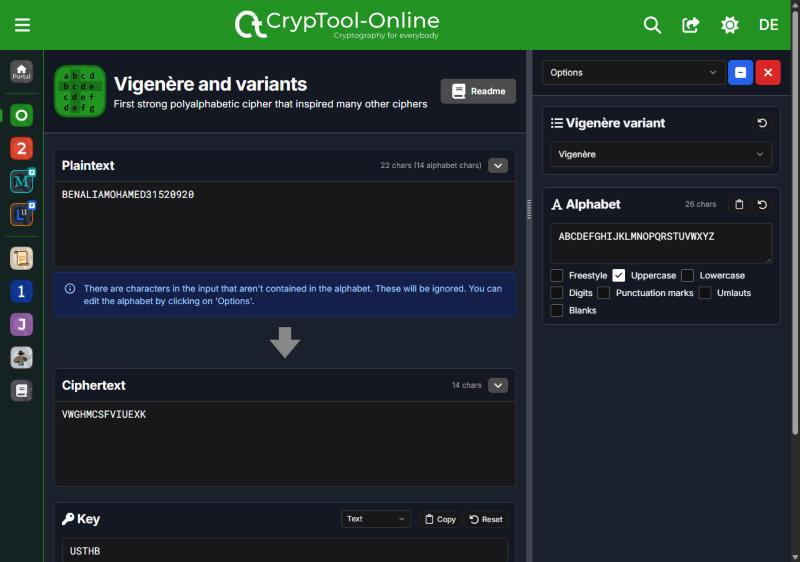 CrypTool-Online
Cryptography for everybody
DE
Portal
a b c d
b c d e
c d e f
d e f g
Vigenère and variants
First strong polyalphabetic cipher that inspired many other ciphers
Readme
Plaintext
22 chars (14 alphabet chars)
BENALIAMOHAMED31520920
There are characters in the input that aren't contained in the alphabet. These will be ignored. You can
edit the alphabet by clicking on 'Options'.
Ciphertext
14 chars
VWGHMCSFVIUEXK
Key
Text
Copy
Reset
USTHB
Options
Vigenère variant
Vigenère
Alphabet
26 chars
ABCDEFGHIJKLMNOPQRSTUVWXYZ
Freestyle
Uppercase
Lowercase
Digits
Punctuation marks
Umlauts
Blanks
2
M
1
J